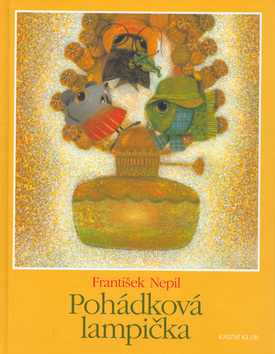 František Nepil
Pohádková
lampička
KNIŽNÍ KLUB